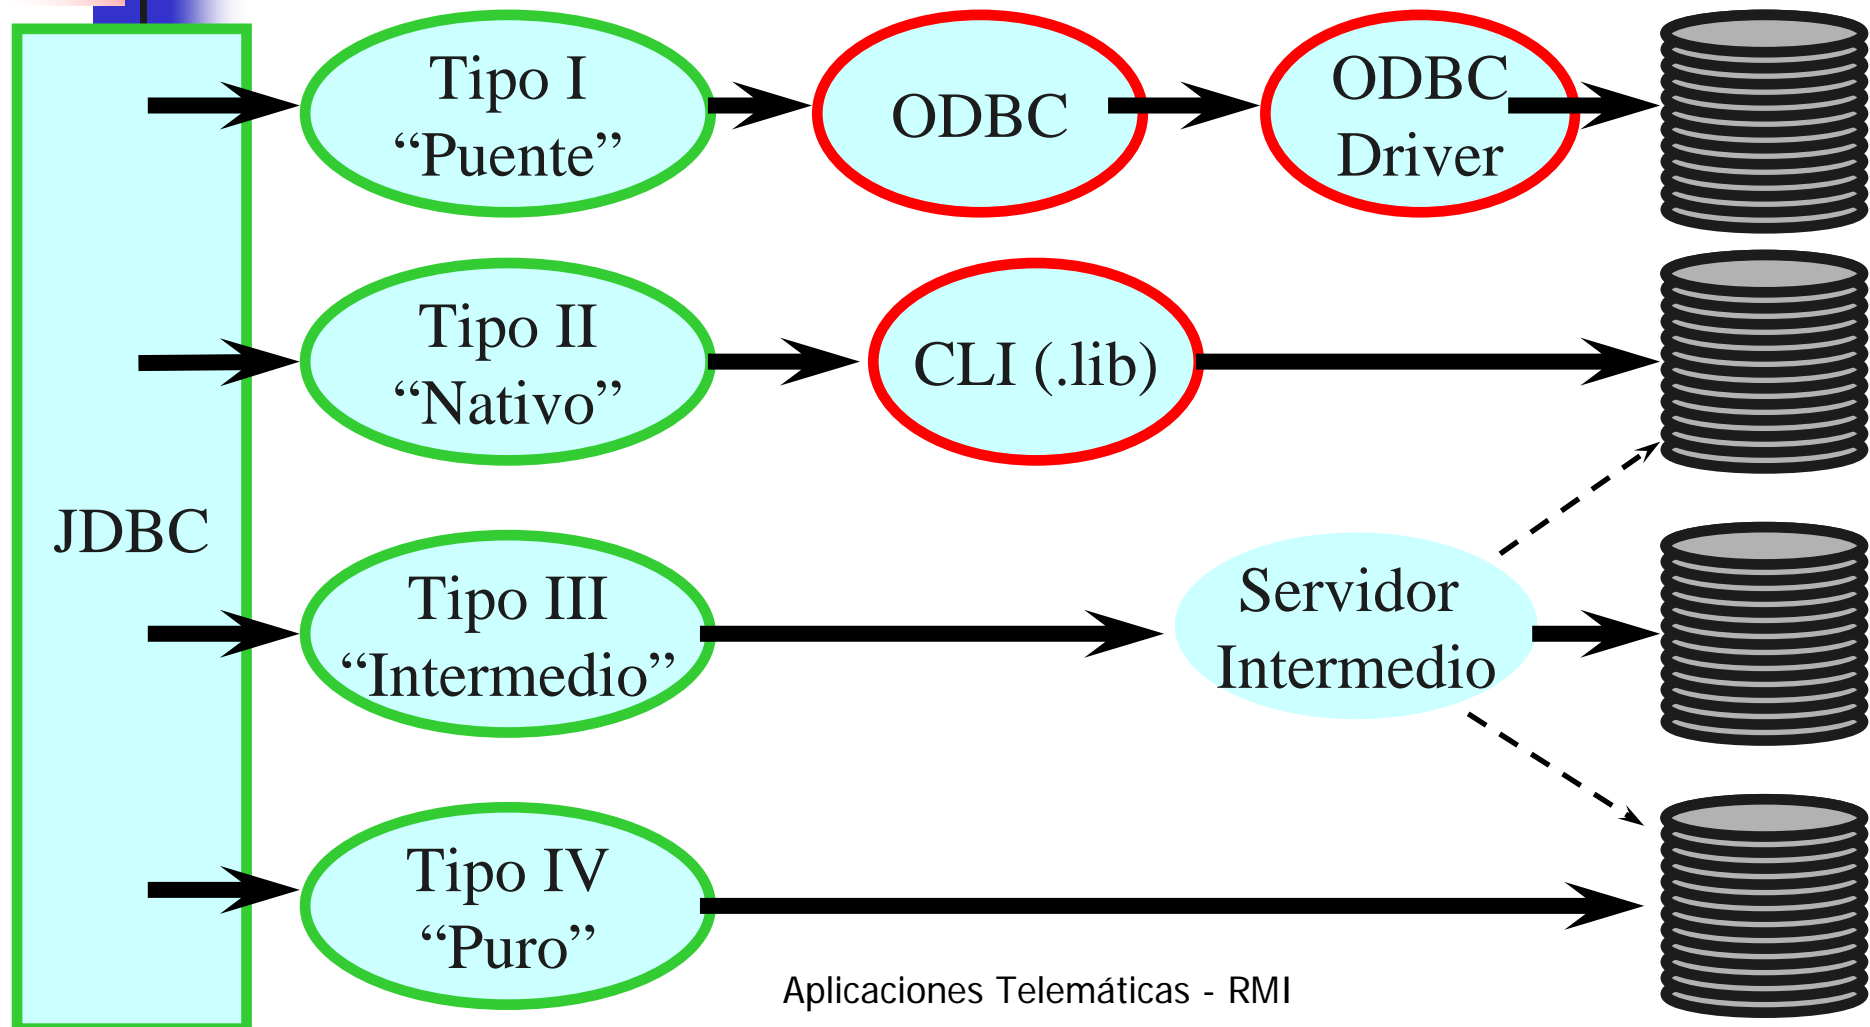 Tipo I
“Puente”
ODBC
ODBC
Driver
Tipo II
“Nativo”
CLI (.lib)
JDBC
Tipo III
“Intermedio”
Servidor
Intermedio
Tipo IV
“Puro”
Aplicaciones Telemáticas - RMI